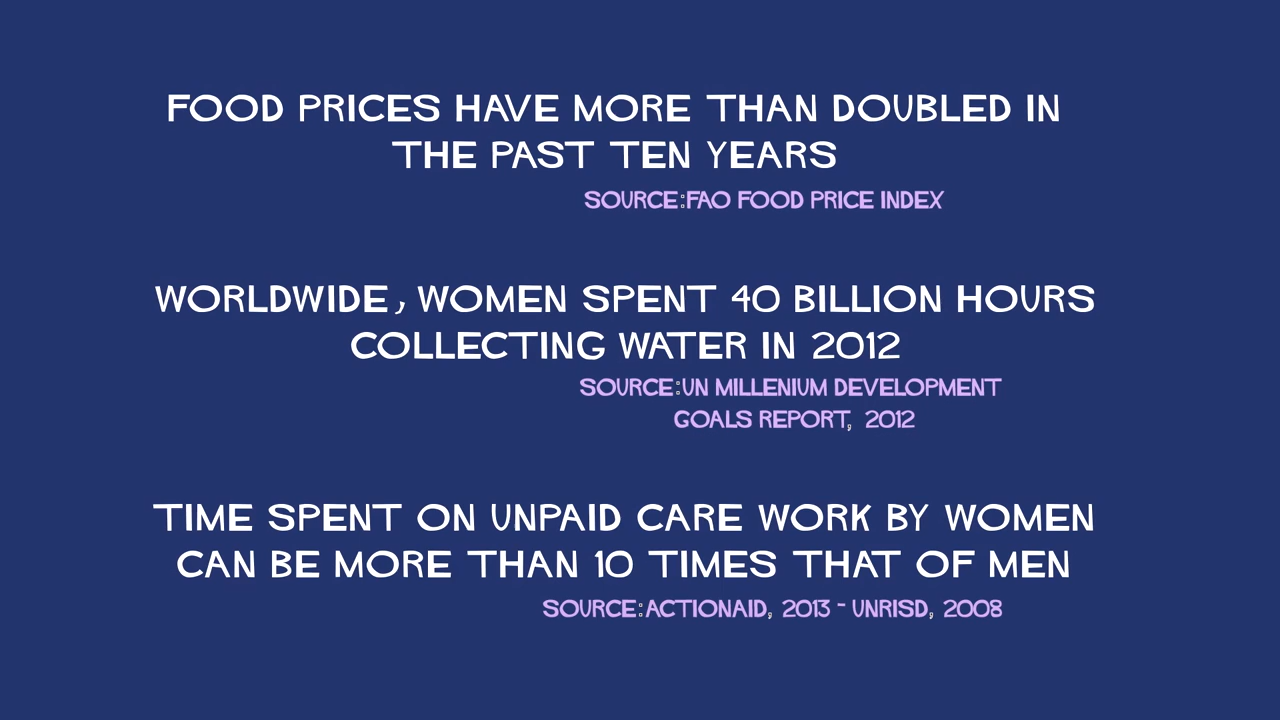 FOOD PRICES HAVE MORE THAN DOUBLED IN
THE PAST TEN YEARS
SOURCE:FAO FOOD PRICE INDEX
WORLDWIDE, WOMEN SPENT 40 BILLION HOURS
COLLECTING WATER IN 2012
SOURCE:UN MILLENIUM DEVELOPMENT
GOALS REPORT, 2012
TIME SPENT ON UNPAID CARE WORK BY WOMEN
CAN BE MORE THAN 10 TIMES THAT OF MEN
SOURCE:ACTIONAID, 2013 - UNRISD, 2008